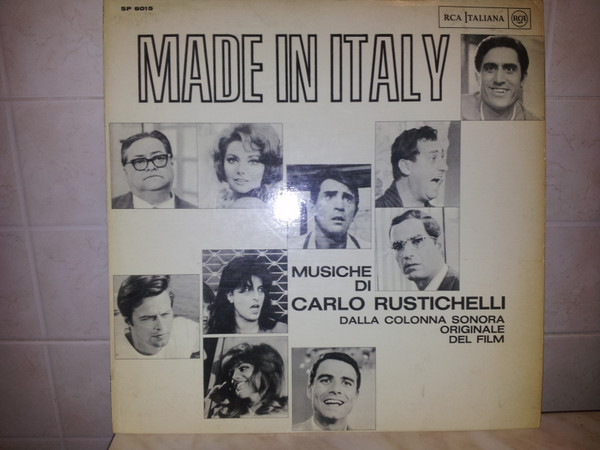 SP 8015
RCA ITALIANA RCA
MADE IN ITALY
MUSICHE
DI
CARLO RUSTICHELLI
DALLA COLONNA SONORA
ORIGINALE
DEL FILM